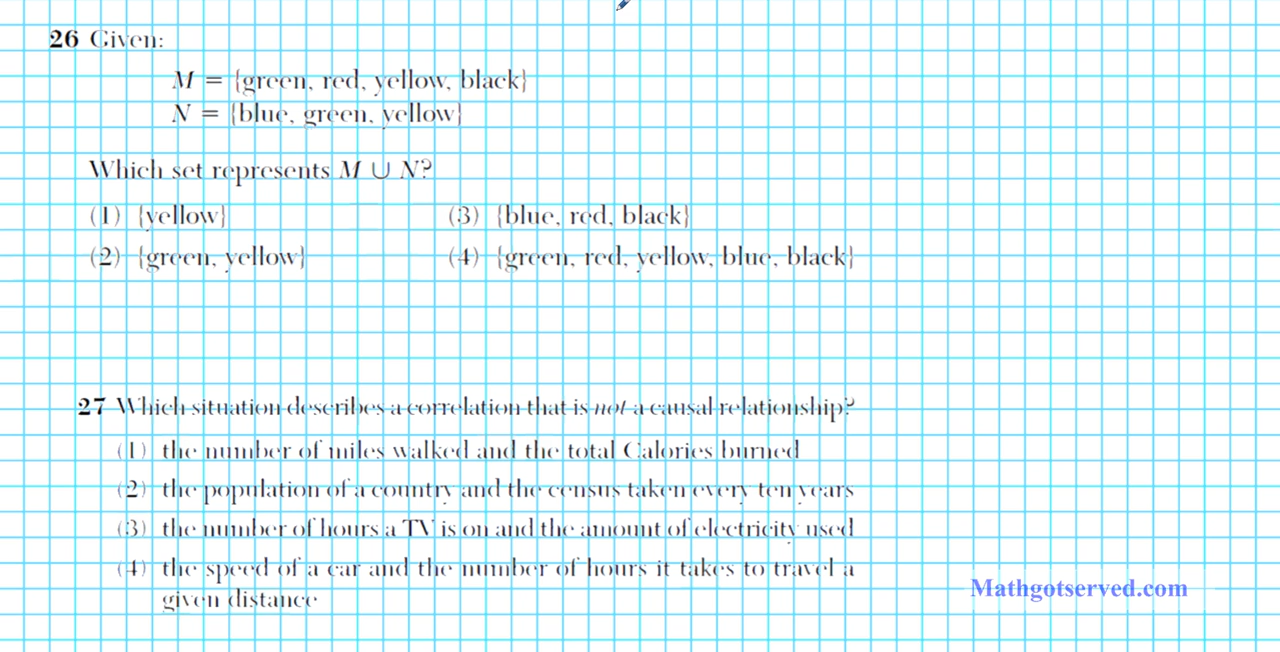 26 Given:
M = {green, red, yellow, black}
N = {blue, green, yellow}
Which set represents M ∪ N?
(1) {yellow}
(2) {green, yellow}
(3) {blue, red, black}
(4) {green, red, yellow, blue, black}
27 Which situation describes a correlation that is not a causal relationship?
(1) the number of miles walked and the total Calories burned
(2) the population of a country and the census taken every ten years
(3) the number of hours a TV is on and the amount of electricity used
(4) the speed of a car and the number of hours it takes to travel a
given distance
Mathgotserved.com